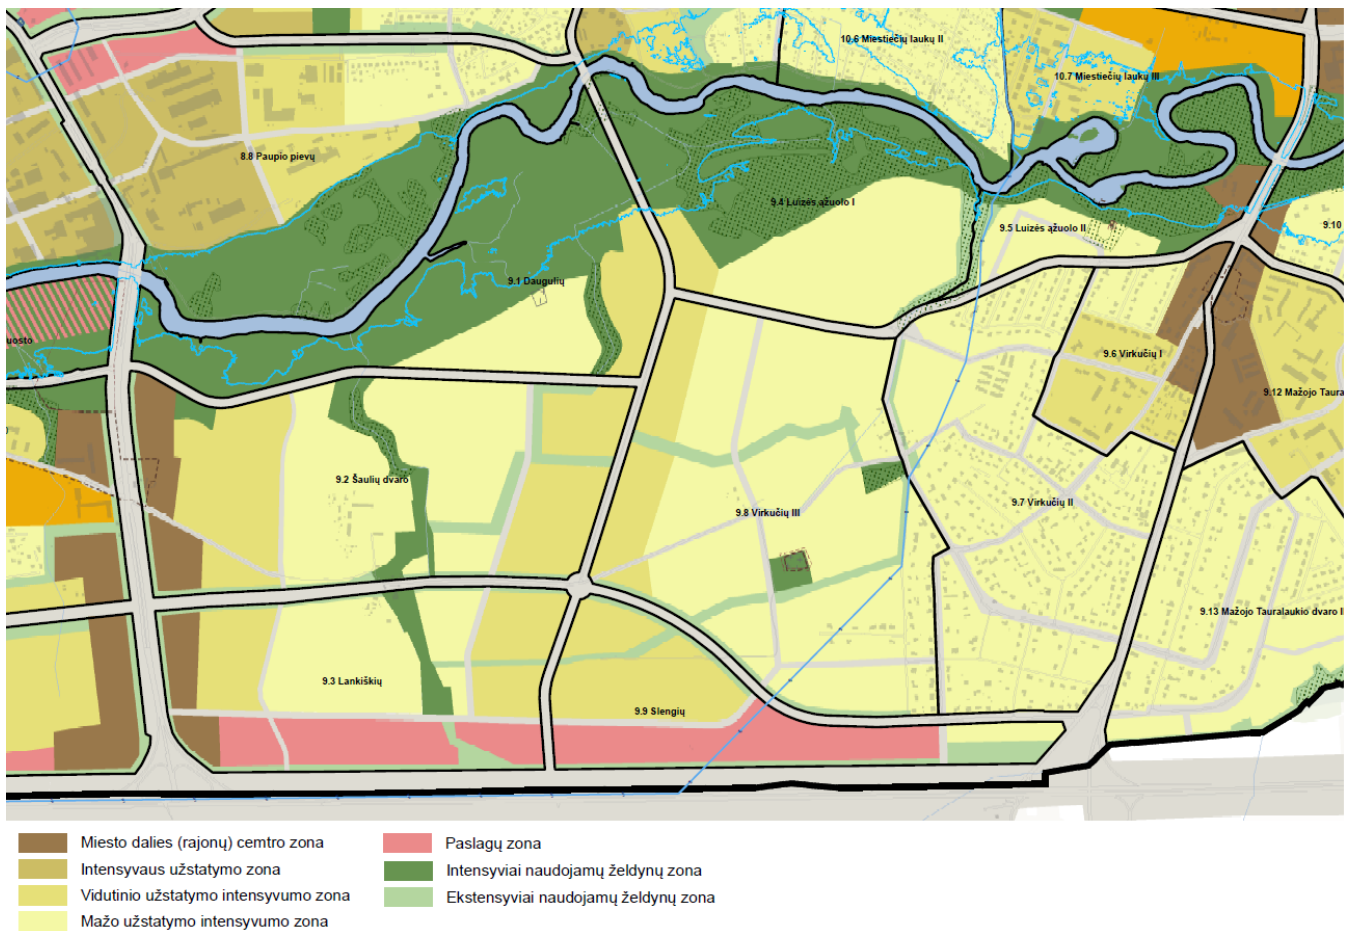 10.6 Miestiečių laukų II
10.7 Miestiečių laukų III
8.8 Paupio pievų
9.4 Luizės ąžuolo I
9.5 Luizės ąžuolo II
9.10
9.1 Daugulių
uosto
9.6 Virkučių I
9.12 Mažojo Taura
9.2 Šaulių dvaro
9.8 Virkučių III
9.7 Virkučių II
9.13 Mažojo Tauralaukio dvaro I
9.3 Lankiškių
9.9 Slengių
Miesto dalies (rajonų) cemtro zona
Intensyvaus užstatymo zona
Vidutinio užstatymo intensyvumo zona
Mažo užstatymo intensyvumo zona
Paslagų zona
Intensyviai naudojamų želdynų zona
Ekstensyviai naudojamų želdynų zona